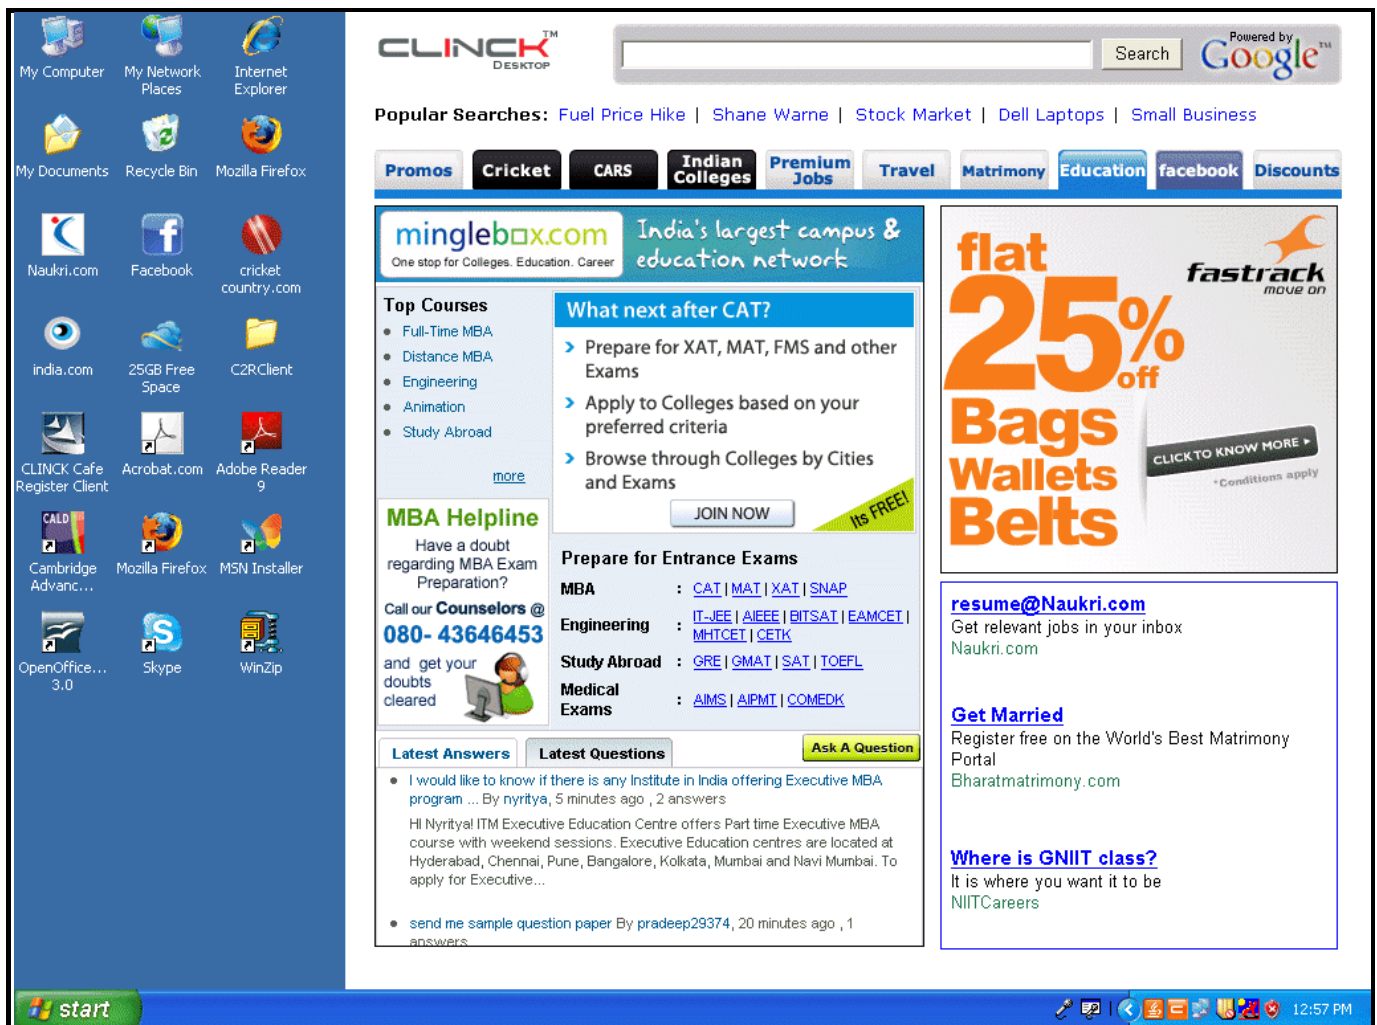 My Computer
My Network
Places
Internet
Explorer
My Documents
Recycle Bin
Mozilla Firefox
Naukri.com
Facebook
cricket
country.com
india.com
25GB Free
Space
C2RClient
CLINCK Cafe
Register Client
Acrobat.com
Adobe Reader
9
CALD
Cambridge
Advanc...
Mozilla Firefox
MSN Installer
OpenOffice...
3.0
Skype
WinZip
CLINCK™
DESKTOP
Search
Powered by
Google™
Popular Searches: Fuel Price Hike | Shane Warne | Stock Market | Dell Laptops | Small Business
Promos
Cricket
CARS
Indian
Colleges
Premium
Jobs
Travel
Matrimony
Education
facebook
Discounts
minglebox.com
One stop for Colleges. Education. Career
India's largest campus &
education network
Top Courses
Full-Time MBA
Distance MBA
Engineering
Animation
Study Abroad
more
What next after CAT?
Prepare for XAT, MAT, FMS and other
Exams
Apply to Colleges based on your
preferred criteria
Browse through Colleges by Cities
and Exams
JOIN NOW
Its FREE!
MBA Helpline
Have a doubt
regarding MBA Exam
Preparation?
Call our Counselors @
080- 43646453
and get your
doubts
cleared
Prepare for Entrance Exams
MBA : CAT | MAT | XAT | SNAP
Engineering : IT-JEE | AIEEE | BITSAT | EAMCET |
MHTCET | CETK
Study Abroad : GRE | GMAT | SAT | TOEFL
Medical
Exams : AIMS | AIPMT | COMEDK
Latest Answers
Latest Questions
Ask A Question
I would like to know if there is any Institute in India offering Executive MBA
program ... By nyritya, 5 minutes ago , 2 answers
HI Nyritya! ITM Executive Education Centre offers Part time Executive MBA
course with weekend sessions. Executive Education centres are located at
Hyderabad, Chennai, Pune, Bangalore, Kolkata, Mumbai and Navi Mumbai. To
apply for Executive...
send me sample question paper By pradeep29374, 20 minutes ago , 1
answers
flat
25%
off
Bags
Wallets
Belts
fastrack
move on
CLICK TO KNOW MORE
*Conditions apply
resume@Naukri.com
Get relevant jobs in your inbox
Naukri.com
Get Married
Register free on the World's Best Matrimony
Portal
Bharatmatrimony.com
Where is GNIIT class?
It is where you want it to be
NIITCareers
start
12:57 PM